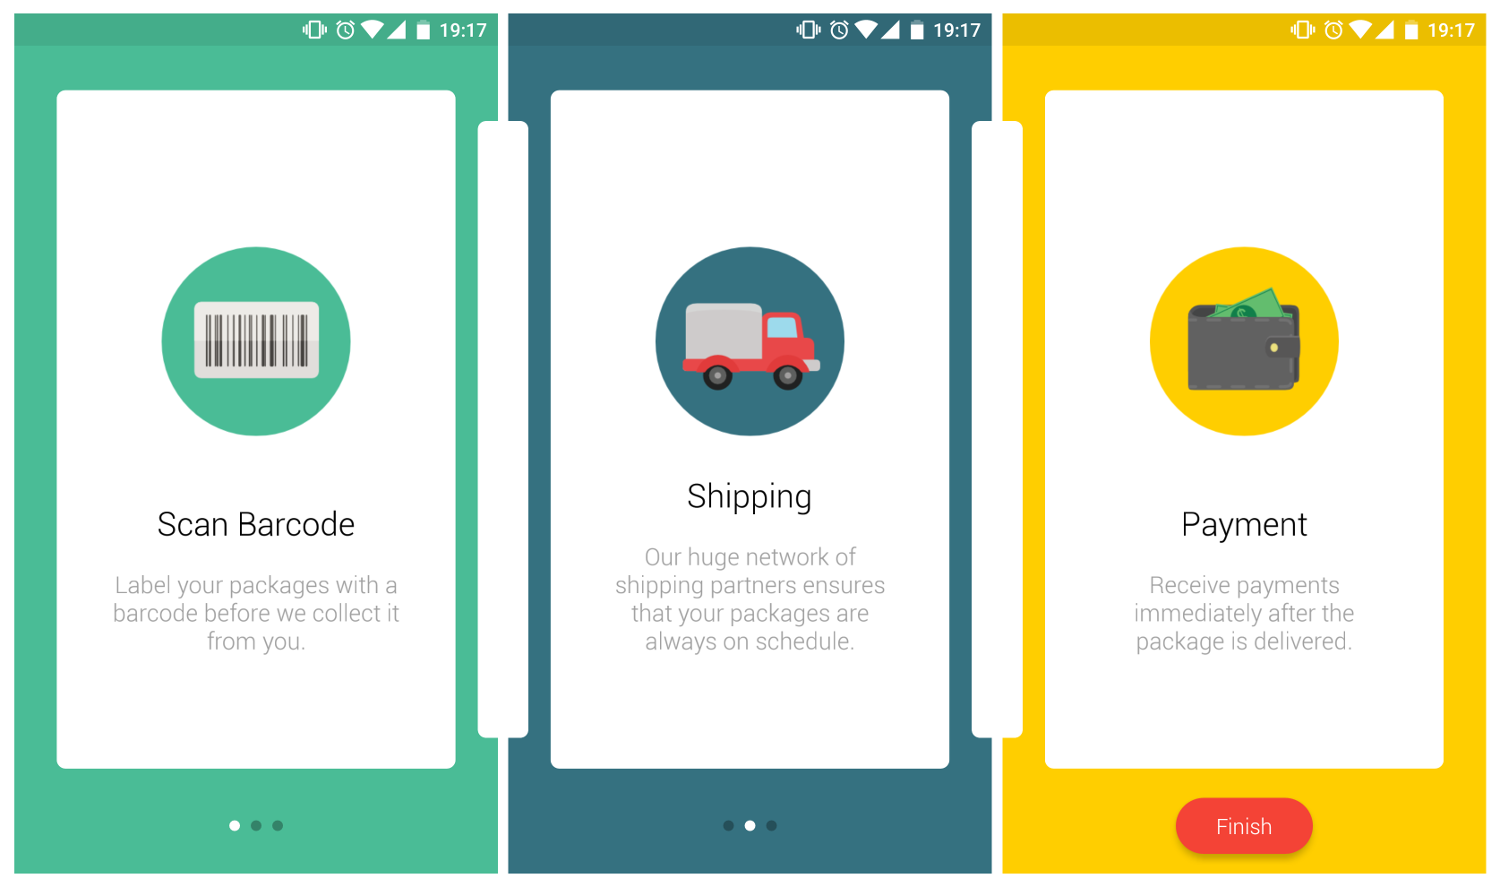 19:17
Scan Barcode
Label your packages with a
barcode before we collect it
from you.
19:17
Shipping
Our huge network of
shipping partners ensures
that your packages are
always on schedule.
19:17
$
Payment
Receive payments
immediately after the
package is delivered.
Finish